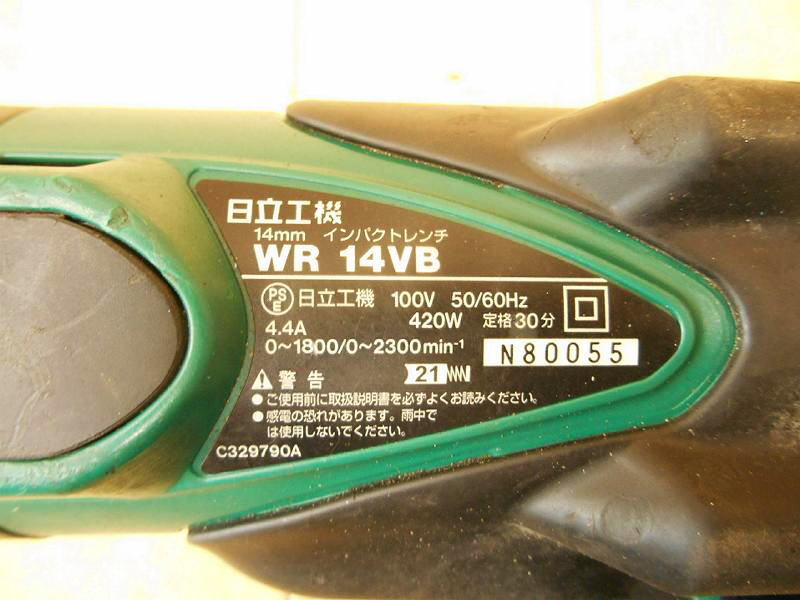 日立工機
14mm インパクトレンチ
WR 14VB
PS E 日立工機 100V 50/60Hz
4.4A 420W 定格30分
0~1800/0~2300min-1
N80055
21
警告
●ご使用前に取扱説明書を必ずよくお読みください。
●感電の恐れがあります。雨中で
は使用しないでください。
C329790A